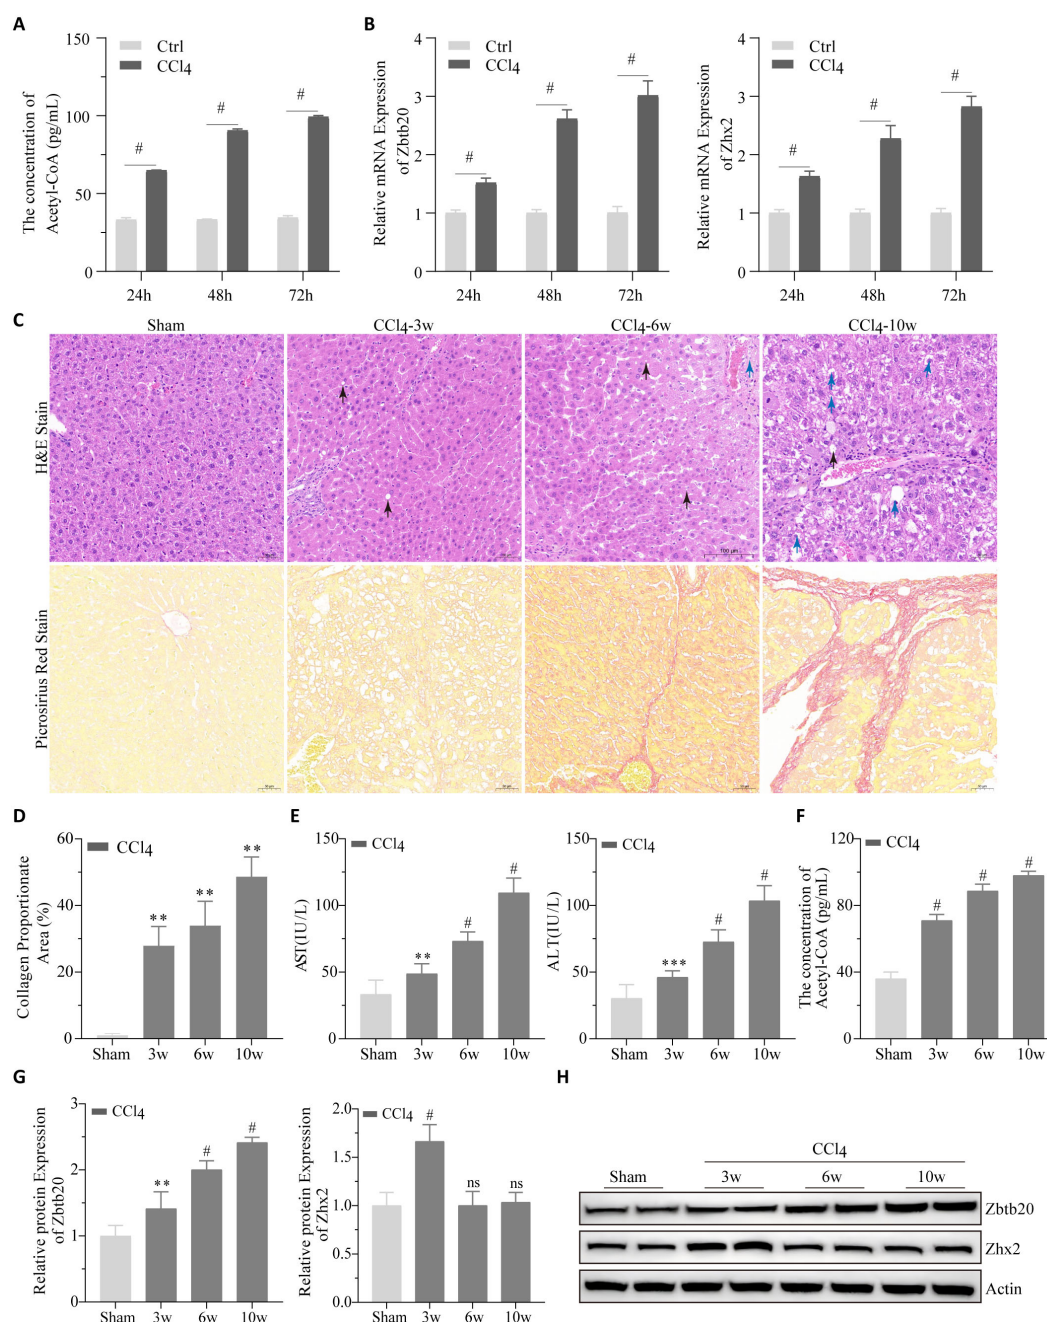 A
The concentration of
Acetyl-CoA (pg/mL)
150
100
50
0
Ctrl
CCl4
#
#
#
24h
48h
72h
B
Relative mRNA Expression
of Zbtb20
4
3
2
1
0
Ctrl
CCl4
#
#
#
24h
48h
72h
Relative mRNA Expression
of Zhx2
4
3
2
1
0
Ctrl
CCl4
#
#
#
24h
48h
72h
C
Sham
CCl4-3w
CCl4-6w
CCl4-10w
H&E Stain
100 μm
Picrosirius Red Stain
D
Collagen Proportionate
Area (%)
60
40
20
0
CCl4
**
**
**
Sham
3w
6w
10w
E
AST(IU/L)
150
100
50
0
CCl4
**
#
#
Sham
3w
6w
10w
ALT(IU/L)
150
100
50
0
CCl4
***
#
#
Sham
3w
6w
10w
F
The concentration of
Acetyl-CoA (pg/mL)
120
80
40
0
CCl4
#
#
#
Sham
3w
6w
10w
G
Relative protein Expression
of Zbtb20
3
2
1
0
CCl4
**
#
#
Sham
3w
6w
10w
Relative protein Expression
of Zhx2
2.0
1.5
1.0
0.5
0.0
CCl4
#
ns
ns
Sham
3w
6w
10w
H
CCl4
Sham
3w
6w
10w
Zbtb20
Zhx2
Actin